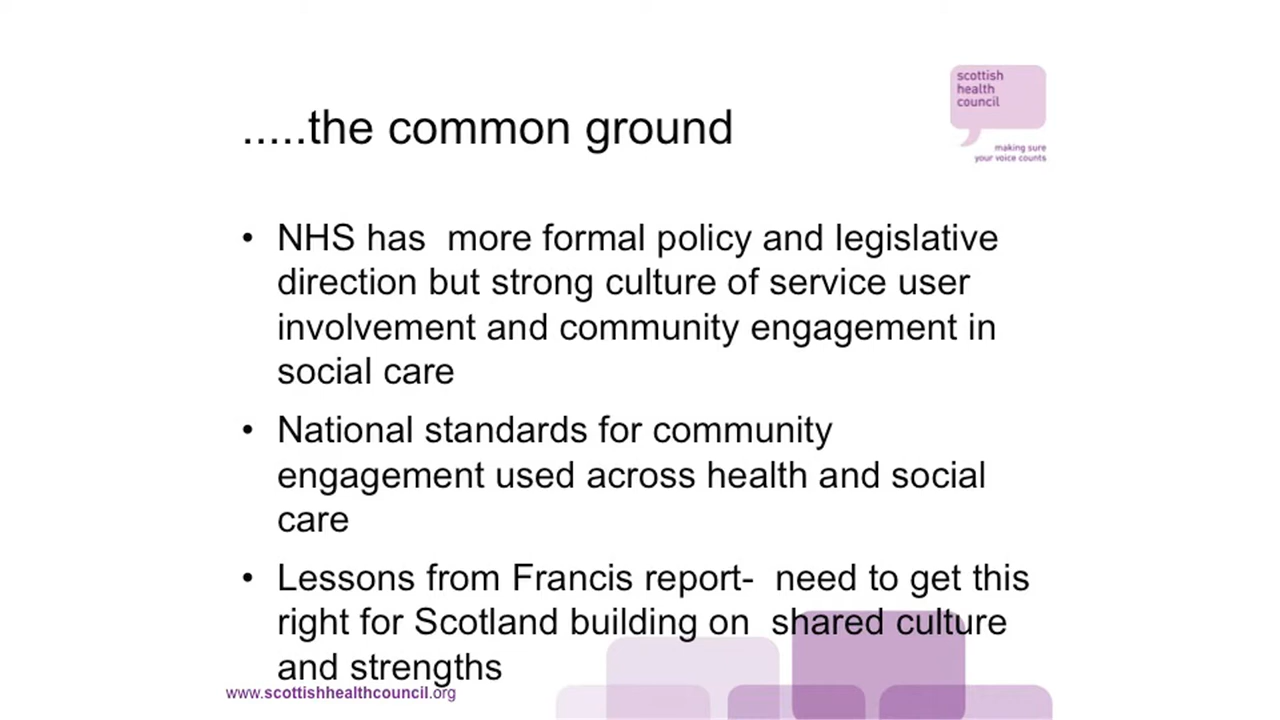 scottish
health
council
making sure
your voice counts
.....the common ground
• NHS has more formal policy and legislative
direction but strong culture of service user
involvement and community engagement in
social care
• National standards for community
engagement used across health and social
care
• Lessons from Francis report- need to get this
right for Scotland building on shared culture
and strengths
www.scottishhealthcouncil.org